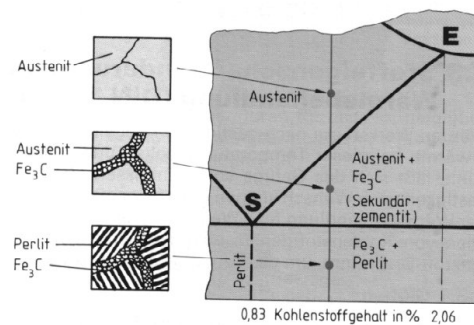 E
Austenit
Austenit
Austenit
Fe₃C
Austenit +
Fe₃C
(Sekundär-
zementit)
S
Perlit
Fe₃C
Perlit
Fe₃C +
Perlit
0,83 Kohlenstoffgehalt in % 2,06